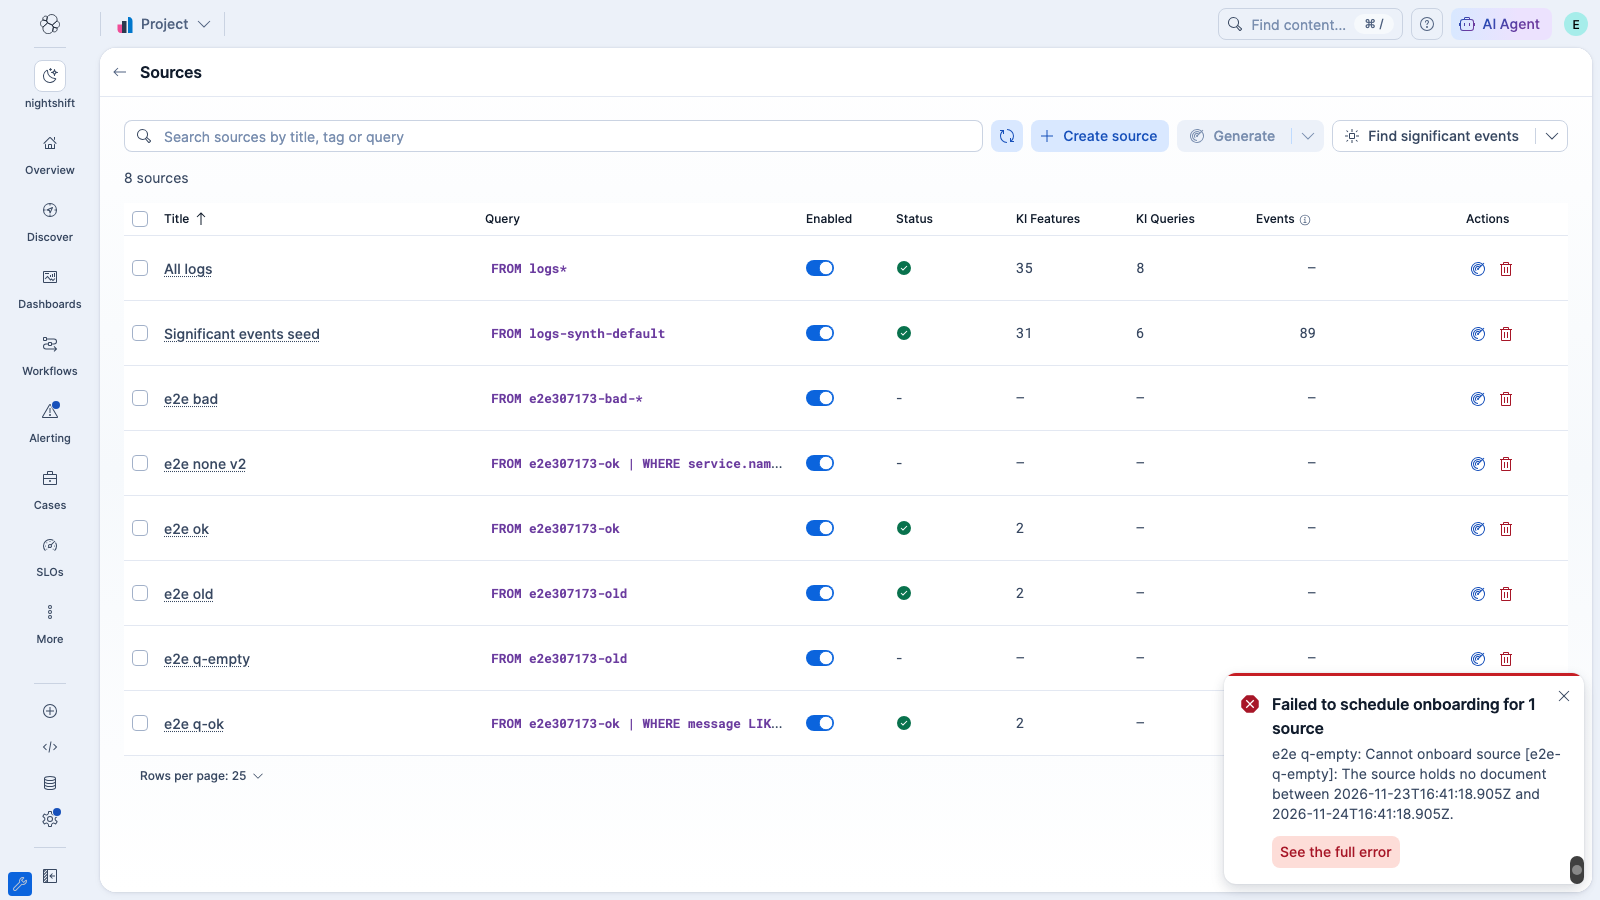 Project
Find content...
⌘ /
AI Agent
E
nightshift
Overview
Discover
Dashboards
Workflows
Alerting
Cases
SLOs
More
Sources
Search sources by title, tag or query
Create source
Generate
Find significant events
8 sources
Title Query Enabled Status KI Features KI Queries Events Actions
All logs FROM logs* 35 8 –
Significant events seed FROM logs-synth-default 31 6 89
e2e bad FROM e2e307173-bad-* - – – –
e2e none v2 FROM e2e307173-ok | WHERE service.nam... - – – –
e2e ok FROM e2e307173-ok 2 – –
e2e old FROM e2e307173-old 2 – –
e2e q-empty FROM e2e307173-old - – – –
e2e q-ok FROM e2e307173-ok | WHERE message LIK... 2 –
Rows per page: 25
Failed to schedule onboarding for 1
source
e2e q-empty: Cannot onboard source [e2e-
q-empty]: The source holds no document
between 2026-11-23T16:41:18.905Z and
2026-11-24T16:41:18.905Z.
See the full error